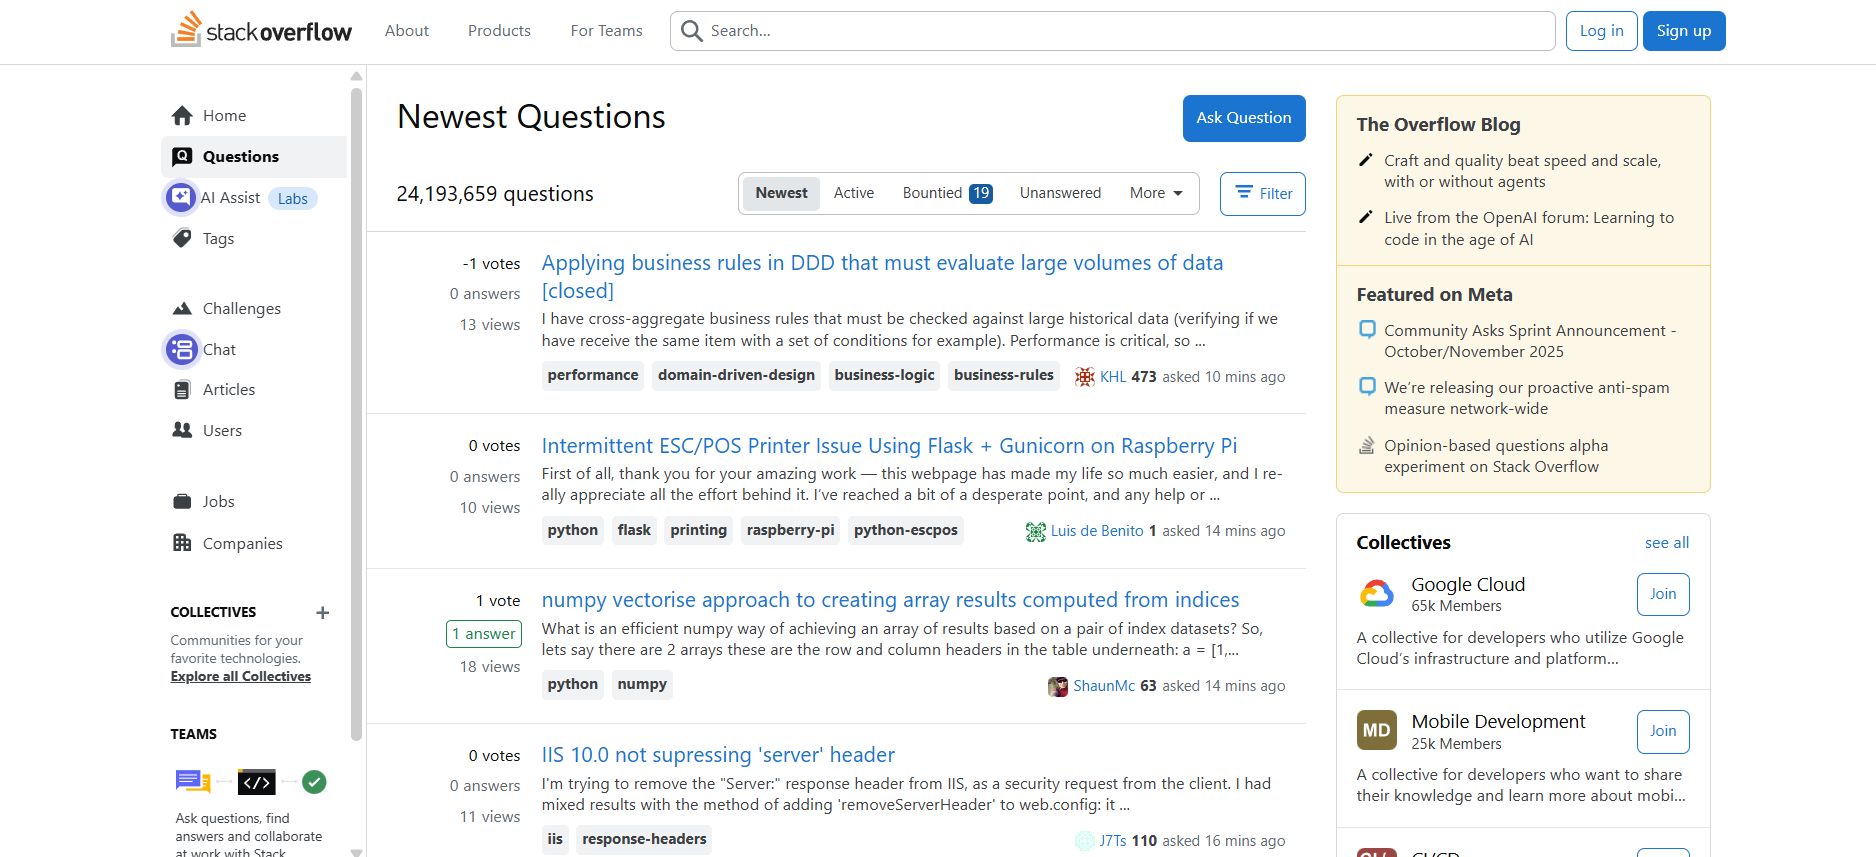 stack overflow
About
Products
For Teams
Search...
Log in
Sign up
Home
Questions
AI Assist Labs
Tags
Challenges
Chat
Articles
Users
Jobs
Companies
COLLECTIVES
Communities for your
favorite technologies.
Explore all Collectives
TEAMS
</>
Ask questions, find
answers and collaborate
at work with Stack
Newest Questions
Ask Question
24,193,659 questions
Newest
Active
Bountied 19
Unanswered
More
Filter
-1 votes
0 answers
13 views
Applying business rules in DDD that must evaluate large volumes of data
[closed]
I have cross-aggregate business rules that must be checked against large historical data (verifying if we
have receive the same item with a set of conditions for example). Performance is critical, so ...
performance domain-driven-design business-logic business-rules
KHL 473 asked 10 mins ago
0 votes
0 answers
10 views
Intermittent ESC/POS Printer Issue Using Flask + Gunicorn on Raspberry Pi
First of all, thank you for your amazing work — this webpage has made my life so much easier, and I re-
ally appreciate all the effort behind it. I’ve reached a bit of a desperate point, and any help or ...
python flask printing raspberry-pi python-escpos
Luis de Benito 1 asked 14 mins ago
1 vote
1 answer
18 views
numpy vectorise approach to creating array results computed from indices
What is an efficient numpy way of achieving an array of results based on a pair of index datasets? So,
lets say there are 2 arrays these are the row and column headers in the table underneath: a = [1,...
python numpy
ShaunMc 63 asked 14 mins ago
0 votes
0 answers
11 views
IIS 10.0 not supressing 'server' header
I'm trying to remove the "Server:" response header from IIS, as a security request from the client. I had
mixed results with the method of adding 'removeServerHeader' to web.config: it ...
iis response-headers
J7Ts 110 asked 16 mins ago
The Overflow Blog
Craft and quality beat speed and scale,
with or without agents
Live from the OpenAI forum: Learning to
code in the age of AI
Featured on Meta
Community Asks Sprint Announcement -
October/November 2025
We’re releasing our proactive anti-spam
measure network-wide
Opinion-based questions alpha
experiment on Stack Overflow
Collectives
see all
Google Cloud
65k Members
Join
A collective for developers who utilize Google
Cloud’s infrastructure and platform...
MD
Mobile Development
25k Members
Join
A collective for developers who want to share
their knowledge and learn more about mobi...